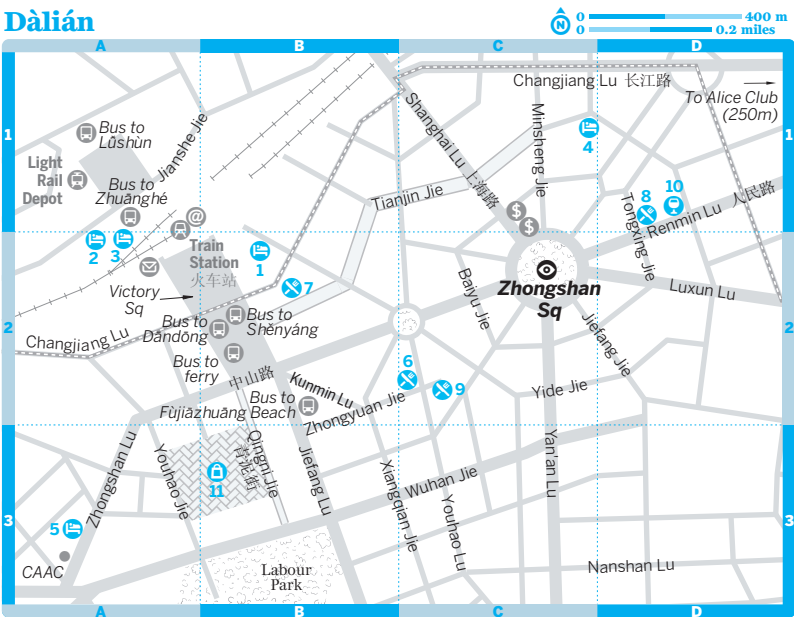 Dàlián
N
0 400 m
0 0.2 miles
A B C D
1
Changjiang Lu 长江路
To Alice Club
(250m)
Bus to
Lǚshùn
Jianshe Jie
Light
Rail
Depot
Bus to
Zhuānghé
Shanghai Lu 上海路
Minsheng Jie
4
1
Tianjin Jie
@
$
$
8
10
Tongxing Jie
Renmin Lu 人民路
2
3
Train
Station
火车站
1
7
Victory
Sq
Zhongshan
Sq
Baiyu Jie
Luxun Lu
2
Changjiang Lu
Bus to
Dāndōng
Bus to
Shěnyáng
Bus to
ferry
中山路
Jiefang Jie
2
6
9
Kunmin Lu
Bus to
Fùjiāzhuāng Beach
Zhongyuan Jie
Yide Jie
Zhongshan Lu
Youhao Jie
Qingni Jie
青泥街
Jiefang Lu
Xiangqian Jie
Wuhan Jie
Youhao Lu
Yan'an Lu
11
3
5
CAAC
Labour
Park
Nanshan Lu
3
A B C D